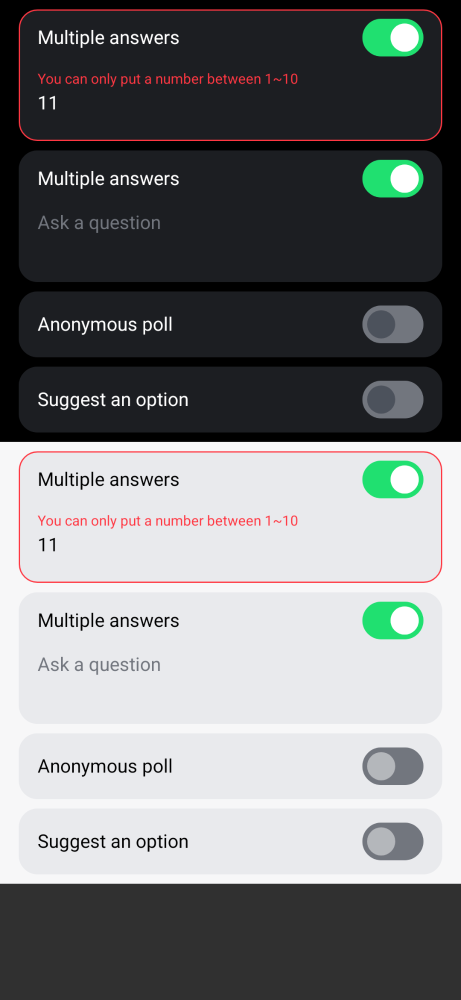 Multiple answers
You can only put a number between 1~10
11
Multiple answers
Ask a question
Anonymous poll
Suggest an option
Multiple answers
You can only put a number between 1~10
11
Multiple answers
Ask a question
Anonymous poll
Suggest an option